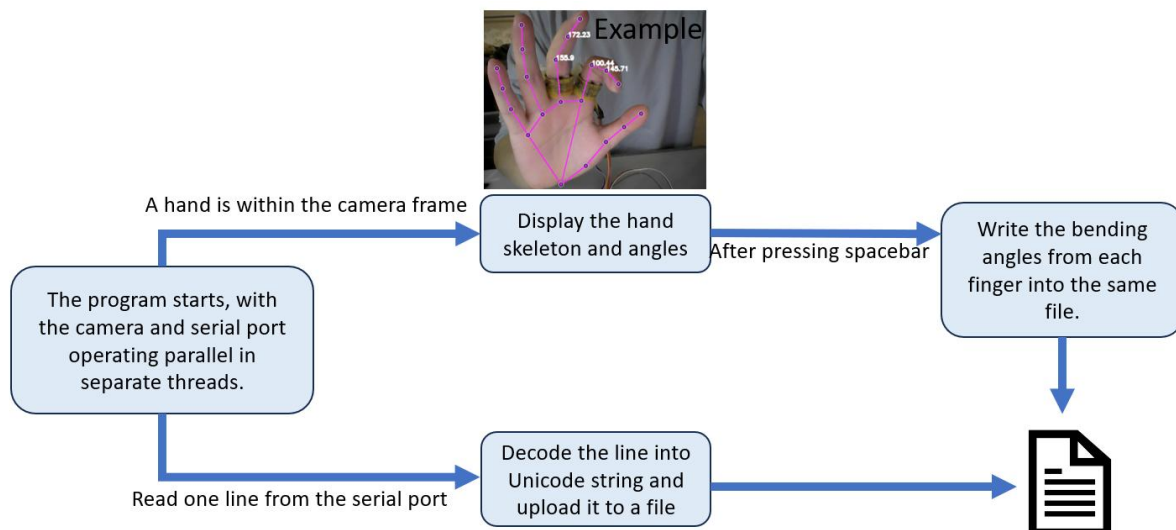 Example
172.23
155.9
100.44
145.71
A hand is within the camera frame
Display the hand
skeleton and angles
After pressing spacebar
Write the bending
angles from each
finger into the same
file.
The program starts, with
the camera and serial port
operating parallel in
separate threads.
Read one line from the serial port
Decode the line into
Unicode string and
upload it to a file